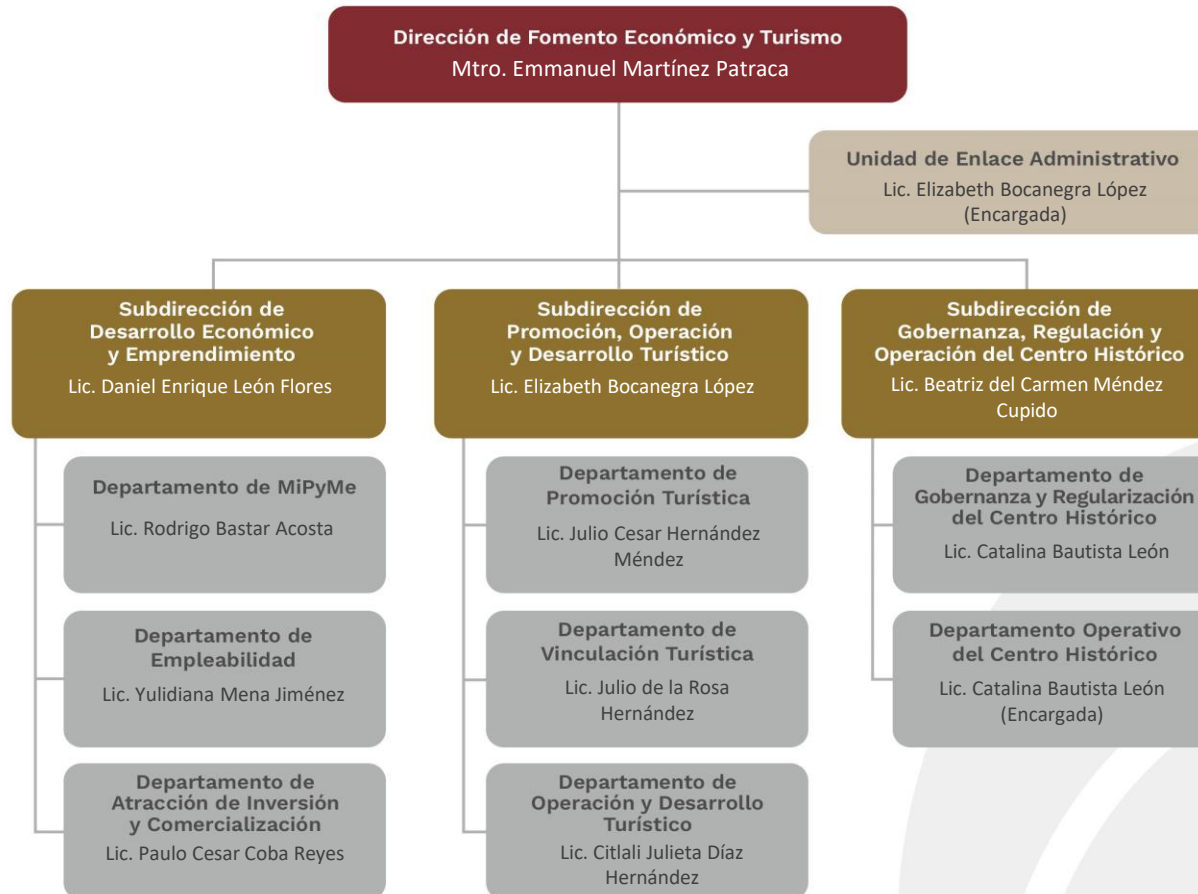 Dirección de Fomento Económico y Turismo
Mtro. Emmanuel Martínez Patraca
Unidad de Enlace Administrativo
Lic. Elizabeth Bocanegra López
(Encargada)
Subdirección de
Desarrollo Económico
y Emprendimiento
Lic. Daniel Enrique León Flores
Departamento de MiPyMe
Lic. Rodrigo Bastar Acosta
Departamento de
Empleabilidad
Lic. Yulidiana Mena Jiménez
Departamento de
Atracción de Inversión
y Comercialización
Lic. Paulo Cesar Coba Reyes
Subdirección de
Promoción, Operación
y Desarrollo Turístico
Lic. Elizabeth Bocanegra López
Departamento de
Promoción Turística
Lic. Julio Cesar Hernández
Méndez
Departamento de
Vinculación Turística
Lic. Julio de la Rosa
Hernández
Departamento de
Operación y Desarrollo
Turístico
Lic. Citlali Julieta Díaz
Hernández
Subdirección de
Gobernanza, Regulación y
Operación del Centro Histórico
Lic. Beatriz del Carmen Méndez
Cupido
Departamento de
Gobernanza y Regularización
del Centro Histórico
Lic. Catalina Bautista León
Departamento Operativo
del Centro Histórico
Lic. Catalina Bautista León
(Encargada)